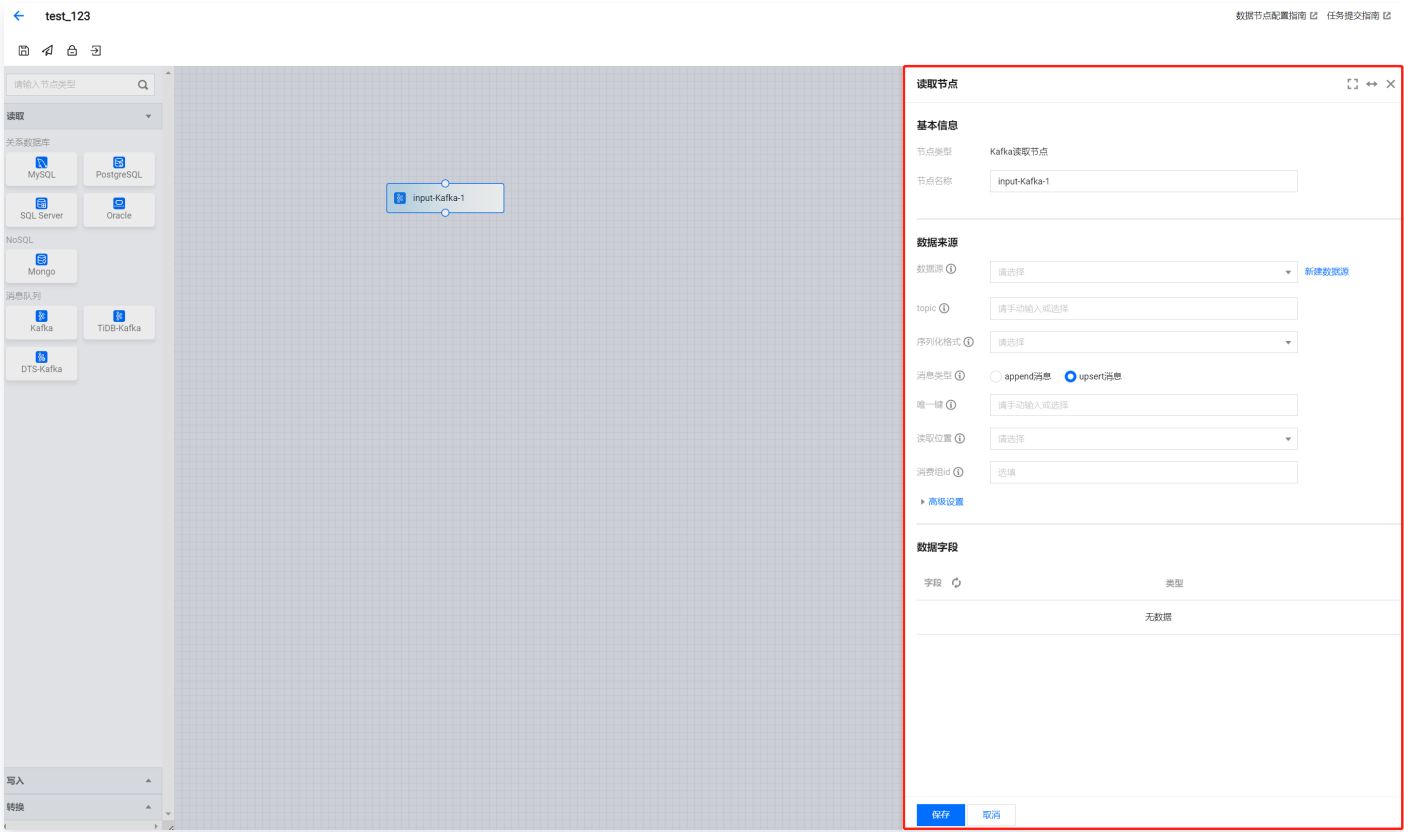 test_123
数据节点配置指南 任务提交指南
请输入节点类型
读取
关系数据库
MySQL PostgreSQL
SQL Server Oracle
NoSQL
Mongo
消息队列
Kafka TiDB-Kafka
DTS-Kafka
写入
转换
input-Kafka-1
读取节点
基本信息
节点类型 Kafka读取节点
节点名称 input-Kafka-1
数据来源
数据源 请选择 新建数据源
topic 请手动输入或选择
序列化格式 请选择
消息类型 append消息 upsert消息
唯一键 请手动输入或选择
读取位置 请选择
消费组id 选填
高级设置
数据字段
字段 类型
无数据
保存 取消